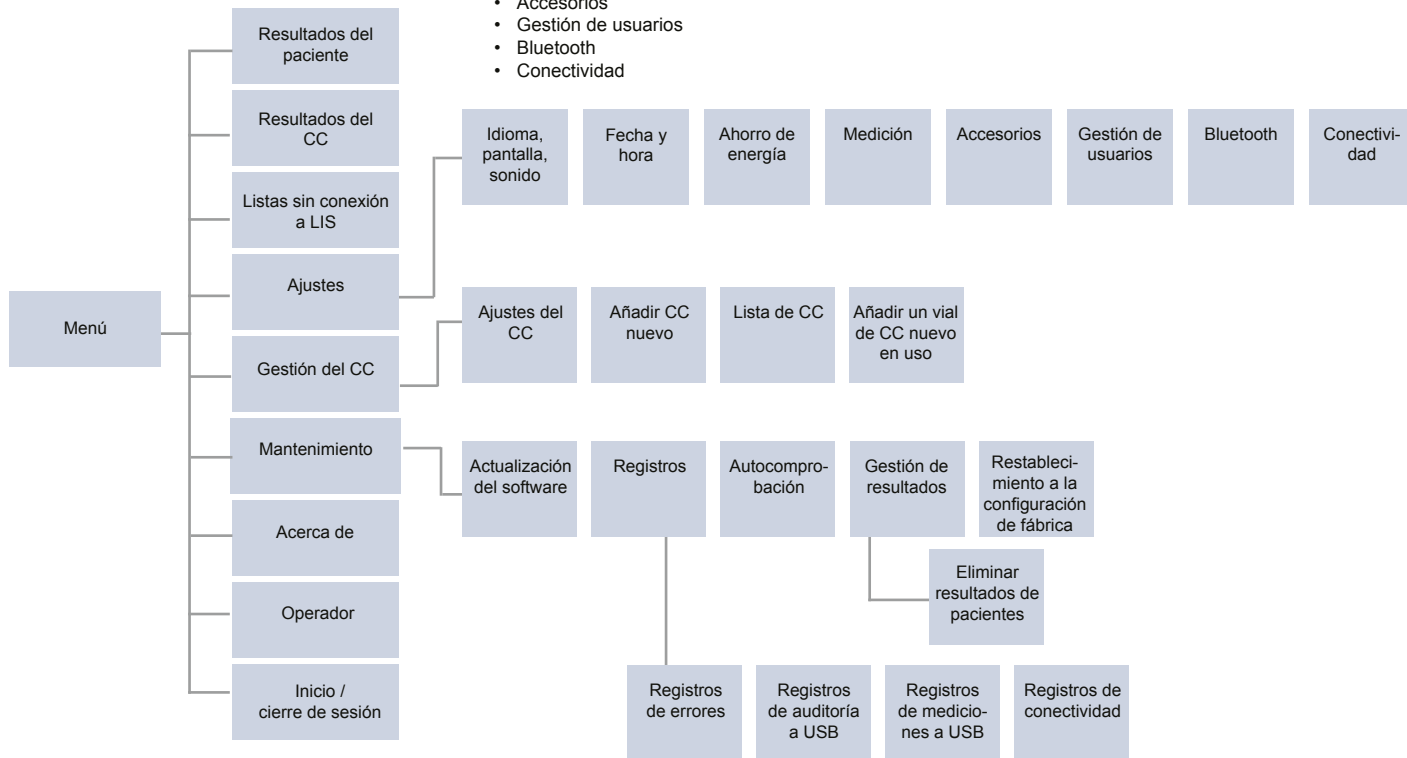 • Accesorios
• Gestión de usuarios
• Bluetooth
• Conectividad
Menú
Resultados del
paciente
Resultados del
CC
Listas sin conexión
a LIS
Ajustes
Gestión del CC
Mantenimiento
Acerca de
Operador
Inicio /
cierre de sesión
Idioma,
pantalla,
sonido
Fecha y
hora
Ahorro de
energía
Medición
Accesorios
Gestión de
usuarios
Bluetooth
Conectivi-
dad
Ajustes del
CC
Añadir CC
nuevo
Lista de CC
Añadir un vial
de CC nuevo
en uso
Actualización
del software
Registros
Autocompro-
bación
Gestión de
resultados
Restableci-
miento a la
configuración
de fábrica
Eliminar
resultados de
pacientes
Registros
de errores
Registros
de auditoría
a USB
Registros
de medicio-
nes a USB
Registros de
conectividad